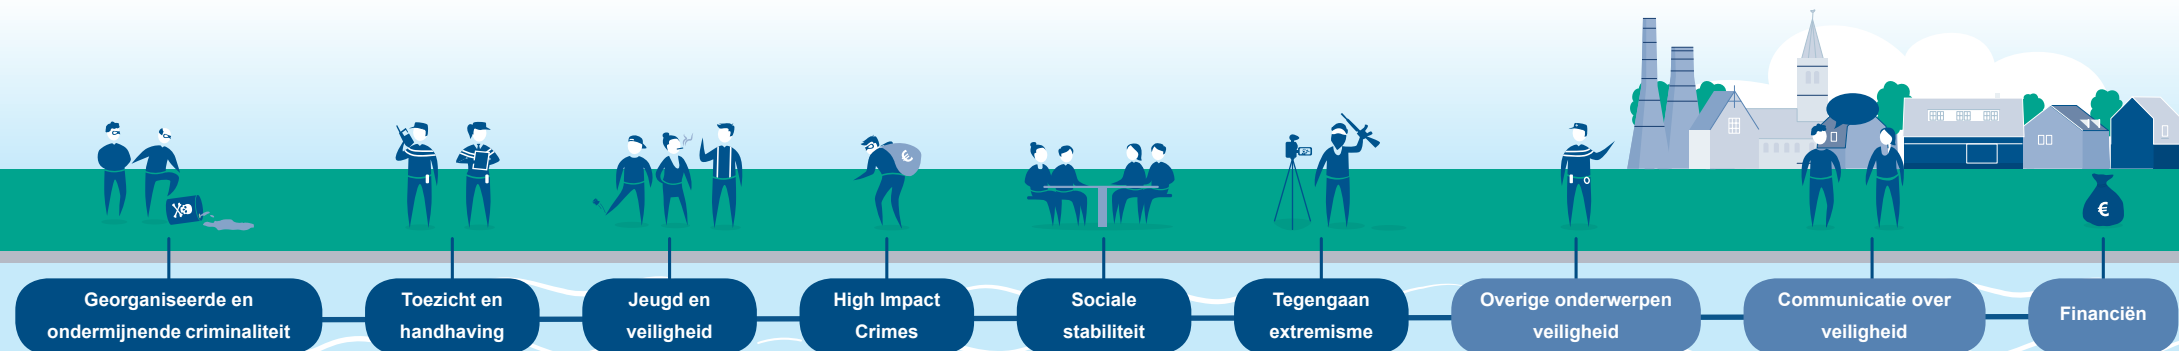 €
€
Georganiseerde en
ondermijnende criminaliteit
Toezicht en
handhaving
Jeugd en
veiligheid
High Impact
Crimes
Sociale
stabiliteit
Tegengaan
extremisme
Overige onderwerpen
veiligheid
Communicatie over
veiligheid
Financiën